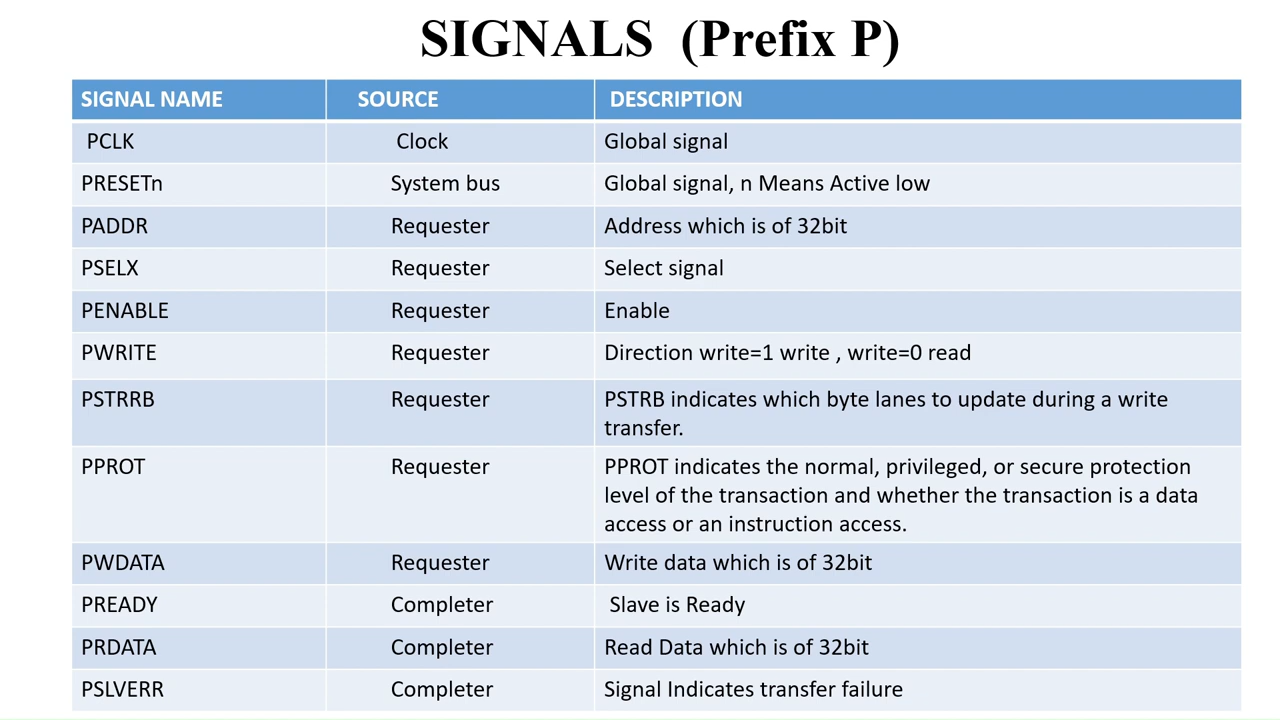 SIGNALS (Prefix P)
SIGNAL NAME SOURCE DESCRIPTION
PCLK Clock Global signal
PRESETn System bus Global signal, n Means Active low
PADDR Requester Address which is of 32bit
PSELX Requester Select signal
PENABLE Requester Enable
PWRITE Requester Direction write=1 write , write=0 read
PSTRRB Requester PSTRB indicates which byte lanes to update during a write
transfer.
PPROT Requester PPROT indicates the normal, privileged, or secure protection
level of the transaction and whether the transaction is a data
access or an instruction access.
PWDATA Requester Write data which is of 32bit
PREADY Completer Slave is Ready
PRDATA Completer Read Data which is of 32bit
PSLVERR Completer Signal Indicates transfer failure